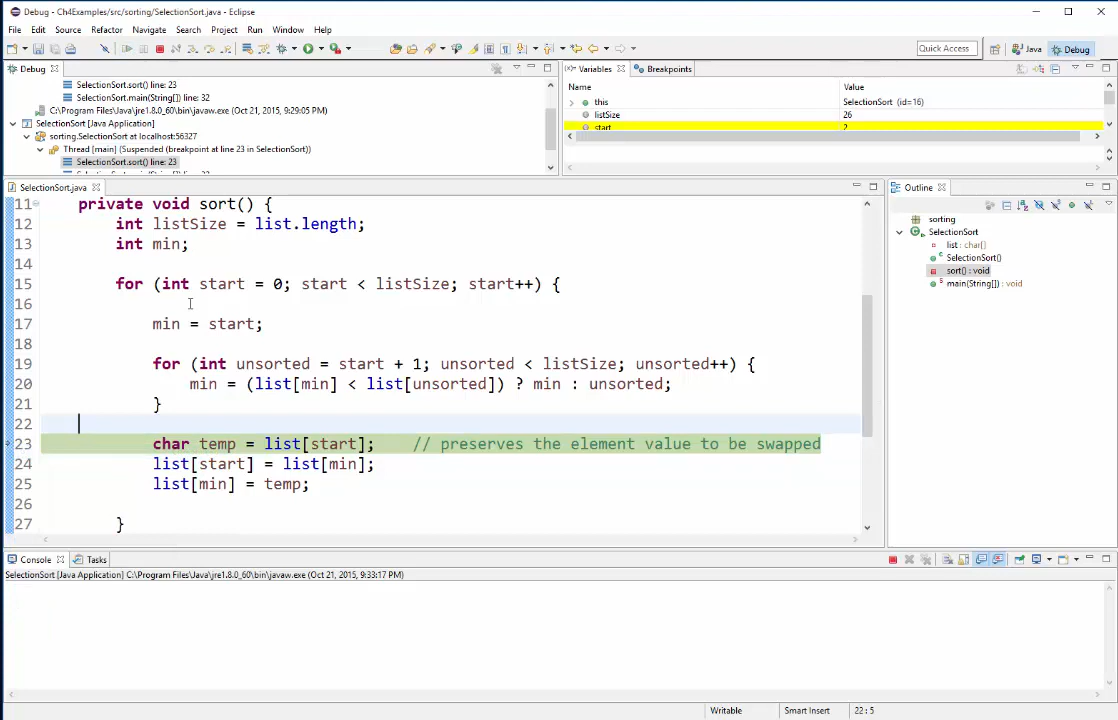 Debug - Ch4Examples/src/sorting/SelectionSort.java - Eclipse
File Edit Source Refactor Navigate Search Project Run Window Help
Quick Access Java Debug
Debug
SelectionSort.sort() line: 23
SelectionSort.main(String[]) line: 32
C:\Program Files\Java\jre1.8.0_60\bin\javaw.exe (Oct 21, 2015, 9:29:05 PM)
SelectionSort [Java Application]
sorting.SelectionSort at localhost:56327
Thread [main] (Suspended (breakpoint at line 23 in SelectionSort))
SelectionSort.sort() line: 23
Variables Breakpoints
Name Value
this SelectionSort (id=16)
listSize 26
start 2
SelectionSort.java
11 private void sort() {
12 int listSize = list.length;
13 int min;
14
15 for (int start = 0; start < listSize; start++) {
16
17 min = start;
18
19 for (int unsorted = start + 1; unsorted < listSize; unsorted++) {
20 min = (list[min] < list[unsorted]) ? min : unsorted;
21 }
22
23 char temp = list[start]; // preserves the element value to be swapped
24 list[start] = list[min];
25 list[min] = temp;
26
27 }
Outline
sorting
SelectionSort
list : char[]
SelectionSort()
sort() : void
main(String[]) : void
Console Tasks
SelectionSort [Java Application] C:\Program Files\Java\jre1.8.0_60\bin\javaw.exe (Oct 21, 2015, 9:33:17 PM)
Writable Smart Insert 22 : 5